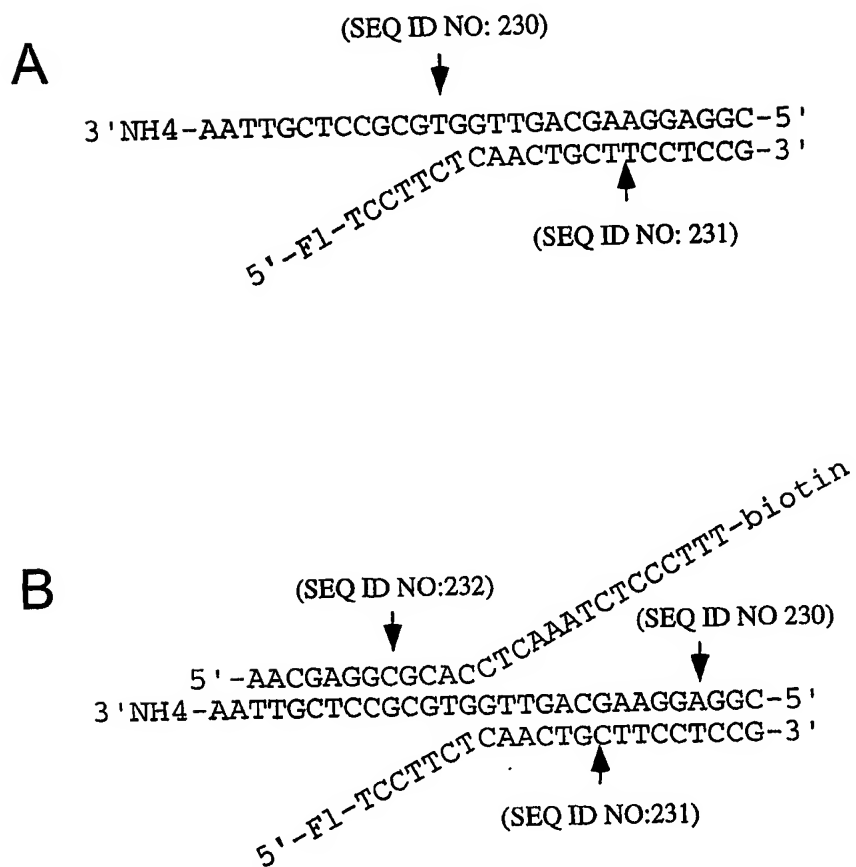 (SEQ ID NO: 230)
A
3'NH4-AATTGCTCCGCGTGGTTGACGAAGGAGGC-5'
5'-Fl-TCCTTCTCAACTGCTTCCTCCG-3'
(SEQ ID NO: 231)
B
(SEQ ID NO:232)
(SEQ ID NO 230)
5'-AACGAGGCGCACCTCAAATCTCCCTTT-biotin
3'NH4-AATTGCTCCGCGTGGTTGACGAAGGAGGC-5'
5'-Fl-TCCTTCTCAACTGCTTCCTCCG-3'
(SEQ ID NO:231)